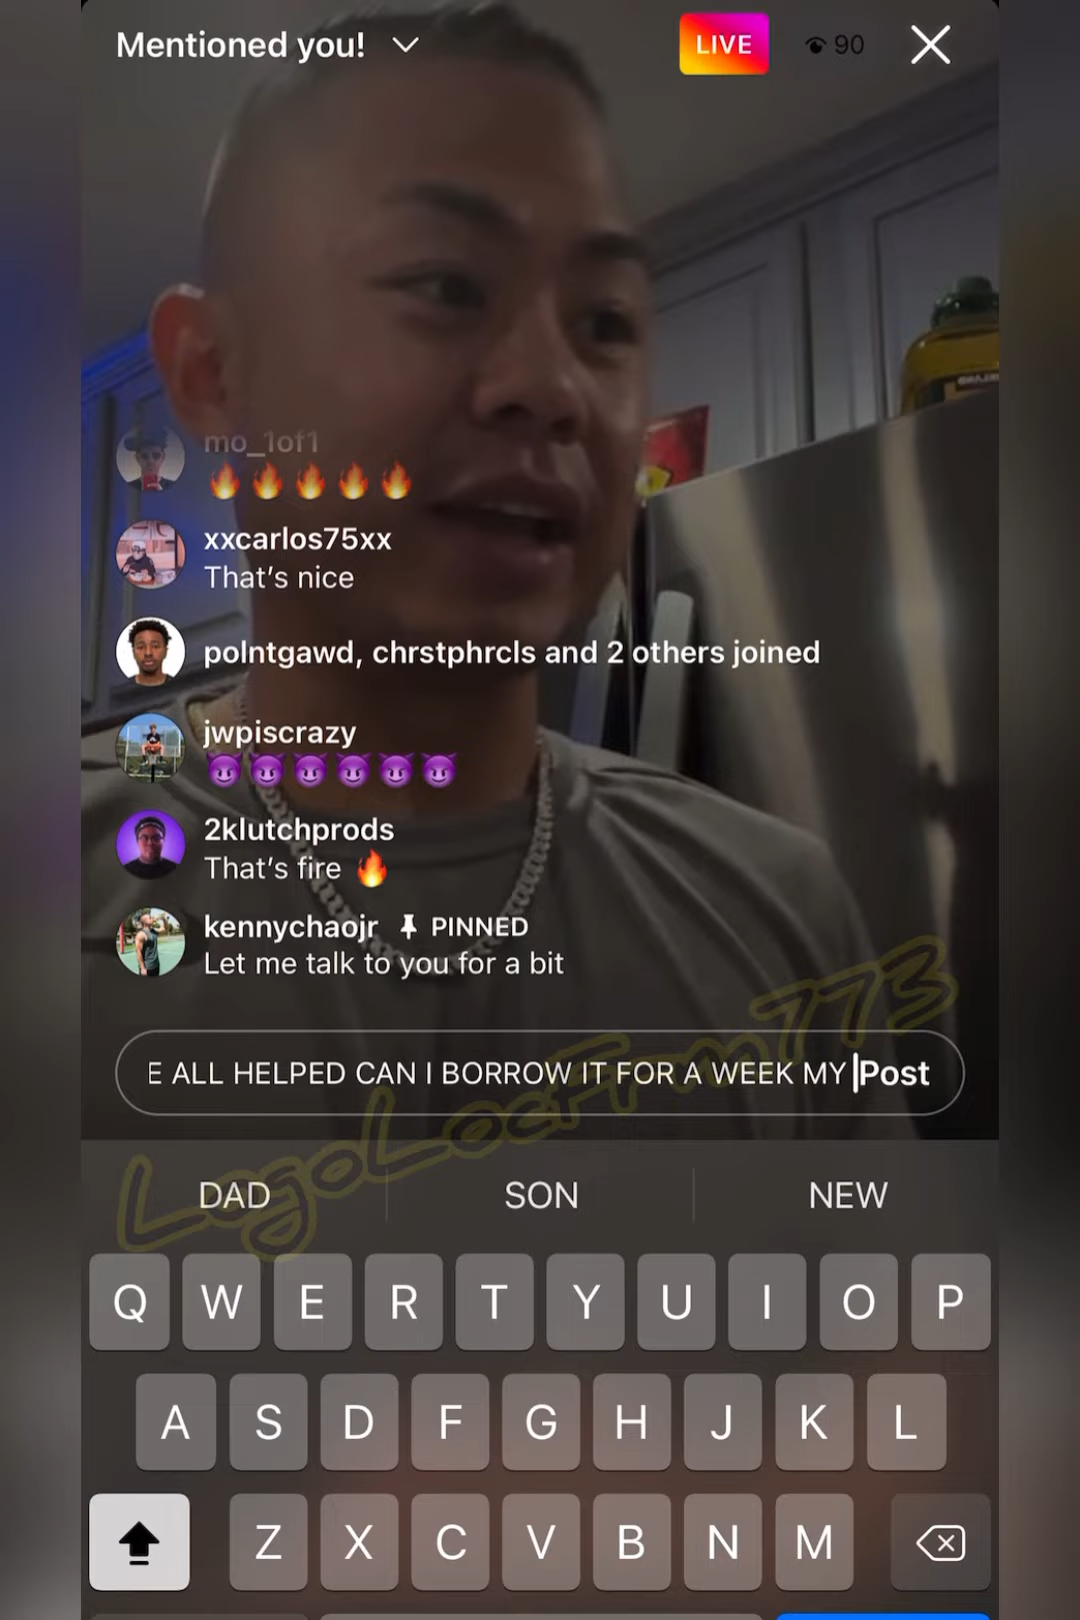 Mentioned you!
LIVE
90
mo_1of1
🔥🔥🔥🔥🔥
xxcarlos75xx
That’s nice
polntgawd, chrstphrcls and 2 others joined
jwpiscrazy
😈😈😈😈😈😈
2klutchprods
That’s fire 🔥
kennychaojr PINNED
Let me talk to you for a bit
E ALL HELPED CAN I BORROW IT FOR A WEEK MY Post
LogoLocFrm773
DAD SON NEW
Q W E R T Y U I O P
A S D F G H J K L
Z X C V B N M